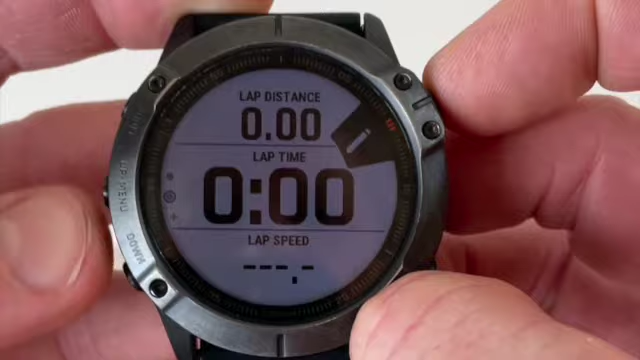 LAP DISTANCE
0.00
LAP TIME
0:00
LAP SPEED
---.-
UP·MENU
DOWN